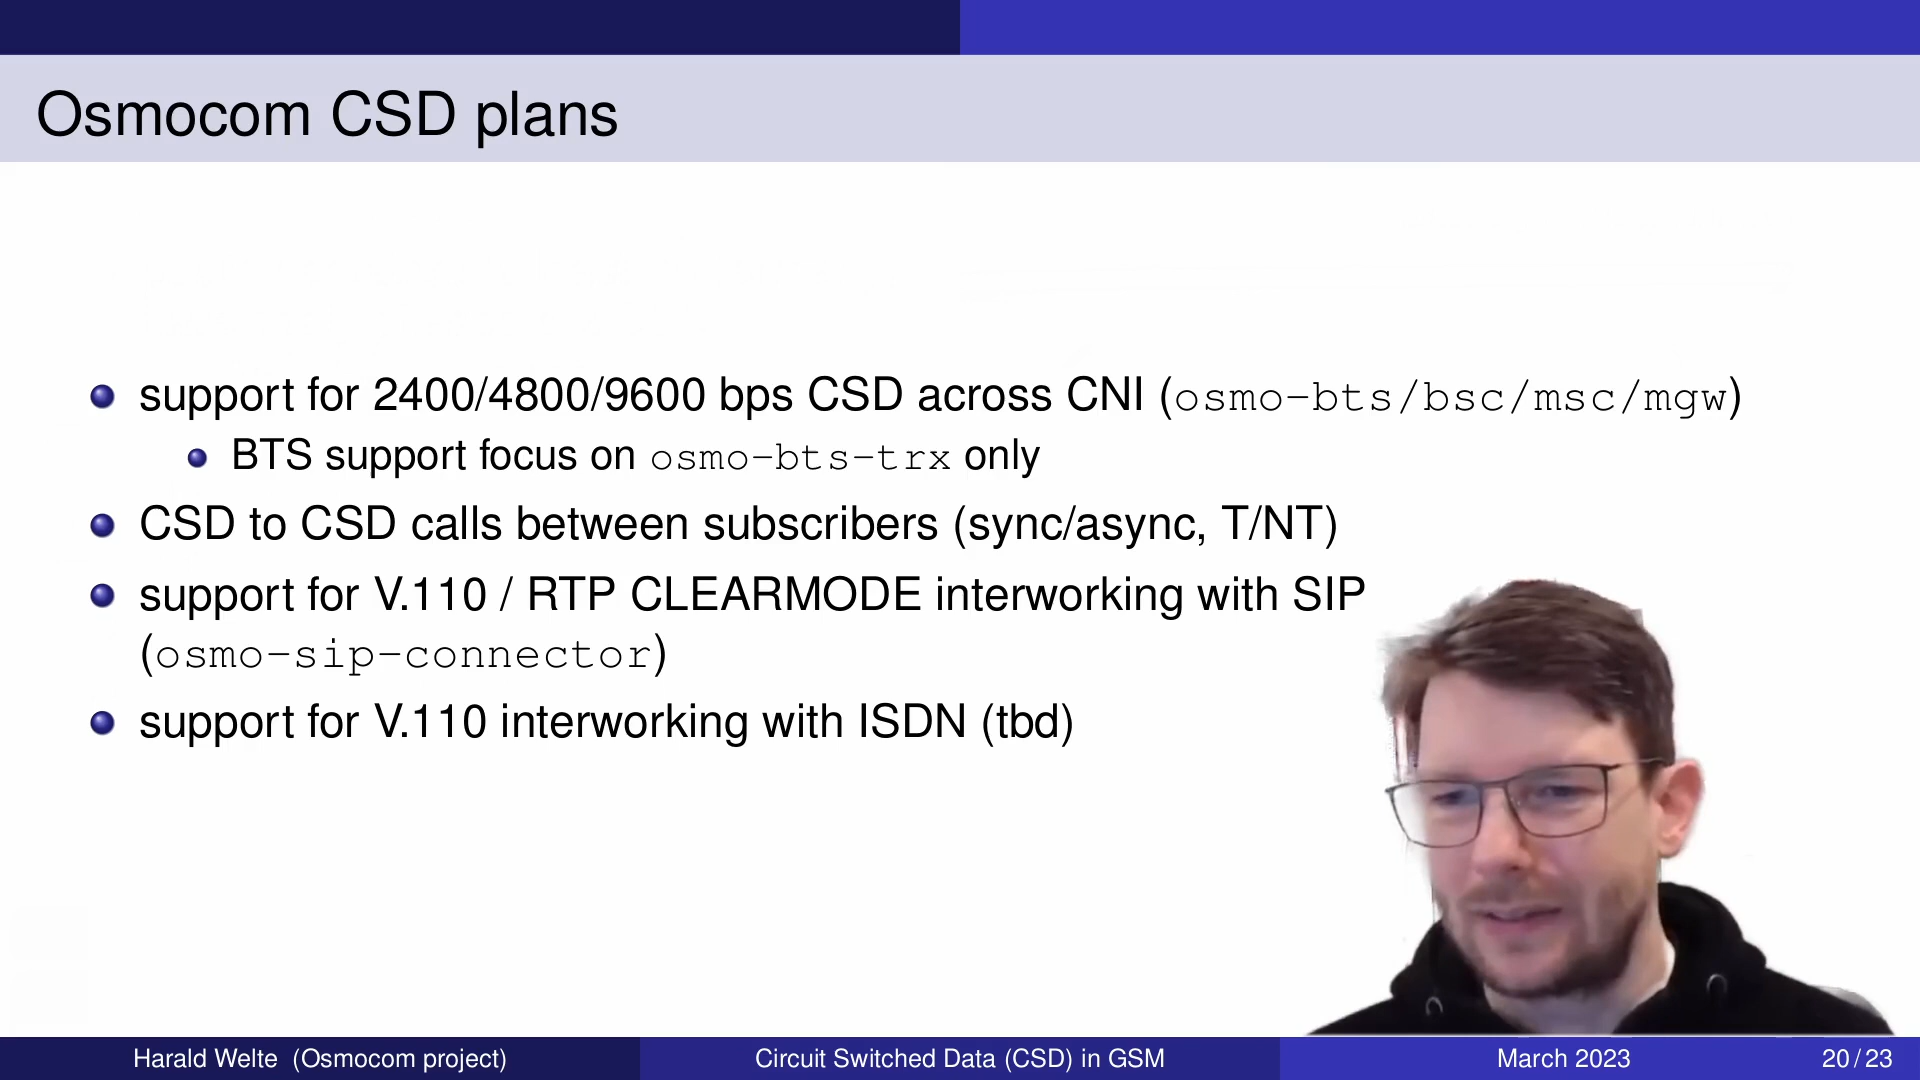 Osmocom CSD plans
support for 2400/4800/9600 bps CSD across CNI (osmo-bts/bsc/msc/mgw)
BTS support focus on osmo-bts-trx only
CSD to CSD calls between subscribers (sync/async, T/NT)
support for V.110 / RTP CLEARMODE interworking with SIP
(osmo-sip-connector)
support for V.110 interworking with ISDN (tbd)
Harald Welte (Osmocom project) Circuit Switched Data (CSD) in GSM March 2023 20/23